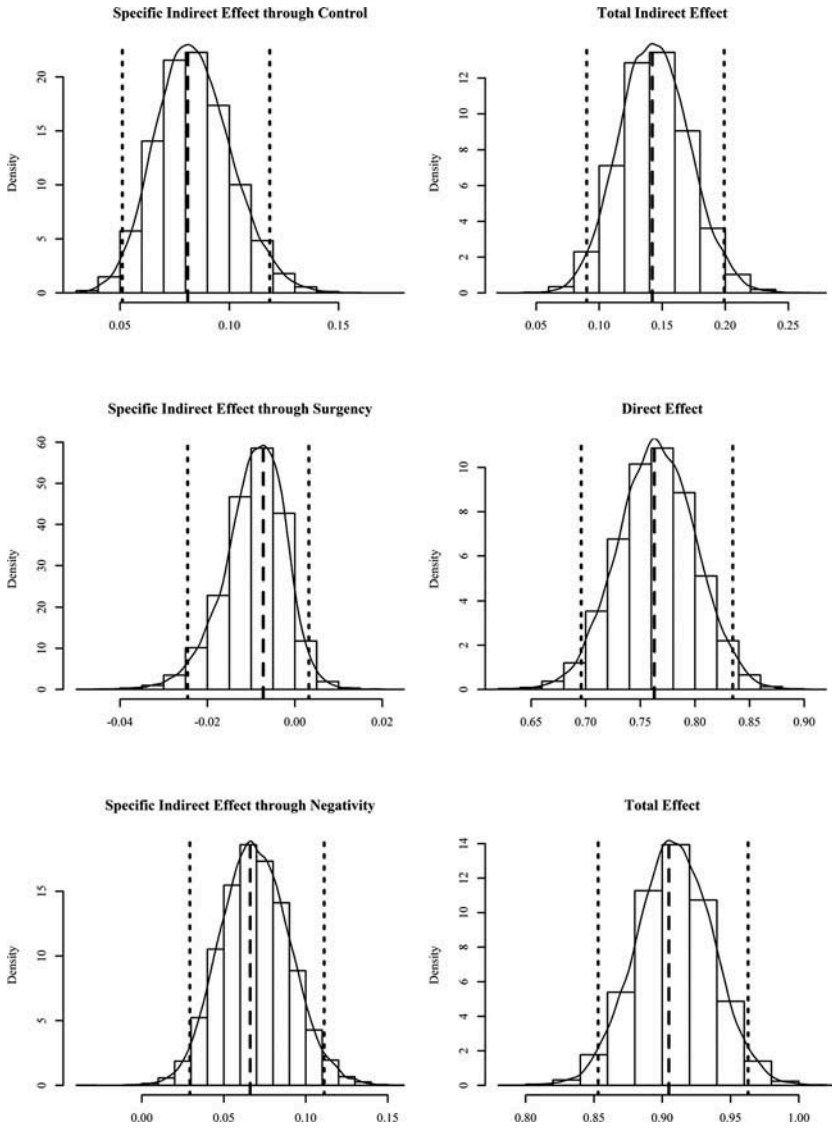 Specific Indirect Effect through Control
Density
0 5 10 15 20
0.05 0.10 0.15
Total Indirect Effect
Density
0 2 4 6 8 10 12
0.05 0.10 0.15 0.20 0.25
Specific Indirect Effect through Surgency
Density
0 10 20 30 40 50 60
-0.04 -0.02 0.00 0.02
Direct Effect
Density
0 2 4 6 8 10
0.65 0.70 0.75 0.80 0.85 0.90
Specific Indirect Effect through Negativity
Density
0 5 10 15
0.00 0.05 0.10 0.15
Total Effect
Density
0 2 4 6 8 10 12 14
0.80 0.85 0.90 0.95 1.00